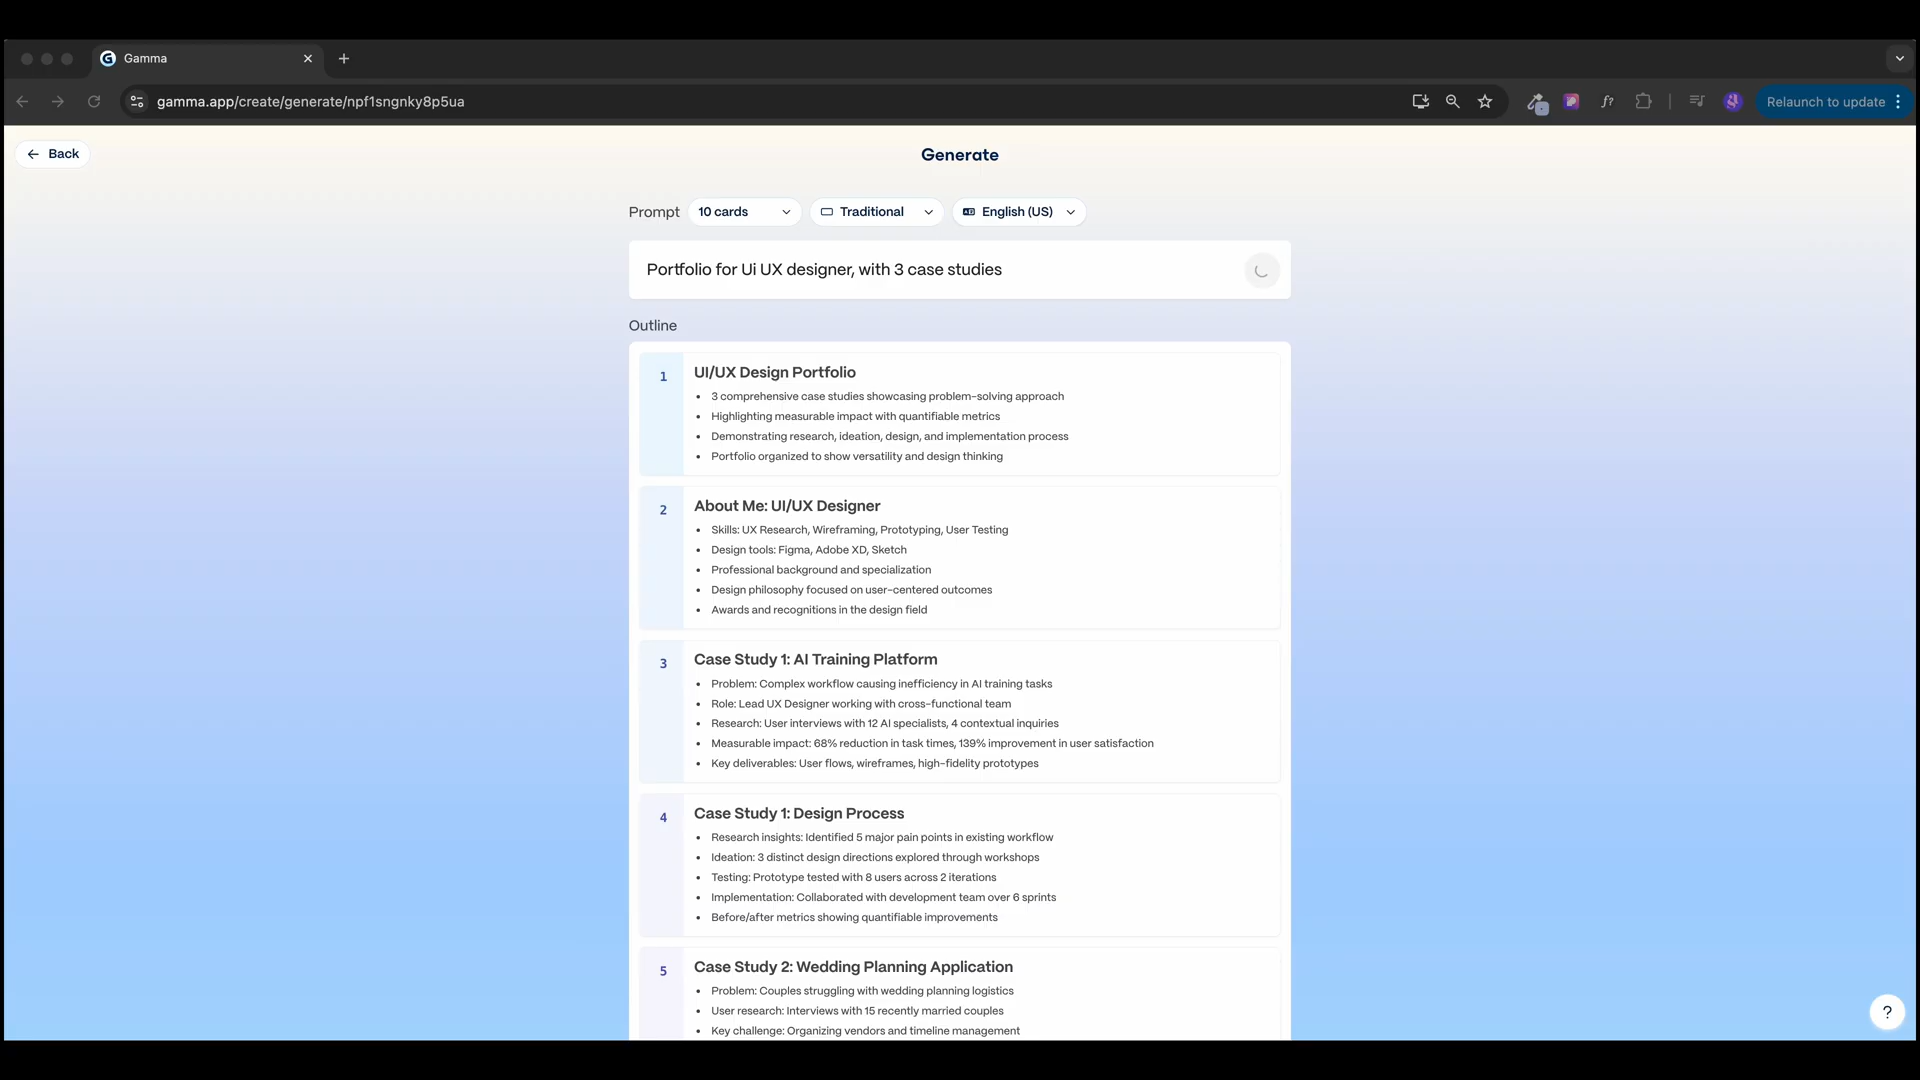 Gamma
gamma.app/create/generate/npf1sngnky8p5ua
Relaunch to update
Back
Generate
Prompt
10 cards
Traditional
English (US)
Portfolio for Ui UX designer, with 3 case studies
Outline
1
UI/UX Design Portfolio
• 3 comprehensive case studies showcasing problem-solving approach
• Highlighting measurable impact with quantifiable metrics
• Demonstrating research, ideation, design, and implementation process
• Portfolio organized to show versatility and design thinking
2
About Me: UI/UX Designer
• Skills: UX Research, Wireframing, Prototyping, User Testing
• Design tools: Figma, Adobe XD, Sketch
• Professional background and specialization
• Design philosophy focused on user-centered outcomes
• Awards and recognitions in the design field
3
Case Study 1: AI Training Platform
• Problem: Complex workflow causing inefficiency in AI training tasks
• Role: Lead UX Designer working with cross-functional team
• Research: User interviews with 12 AI specialists, 4 contextual inquiries
• Measurable impact: 68% reduction in task times, 139% improvement in user satisfaction
• Key deliverables: User flows, wireframes, high-fidelity prototypes
4
Case Study 1: Design Process
• Research insights: Identified 5 major pain points in existing workflow
• Ideation: 3 distinct design directions explored through workshops
• Testing: Prototype tested with 8 users across 2 iterations
• Implementation: Collaborated with development team over 6 sprints
• Before/after metrics showing quantifiable improvements
5
Case Study 2: Wedding Planning Application
• Problem: Couples struggling with wedding planning logistics
• User research: Interviews with 15 recently married couples
• Key challenge: Organizing vendors and timeline management
?